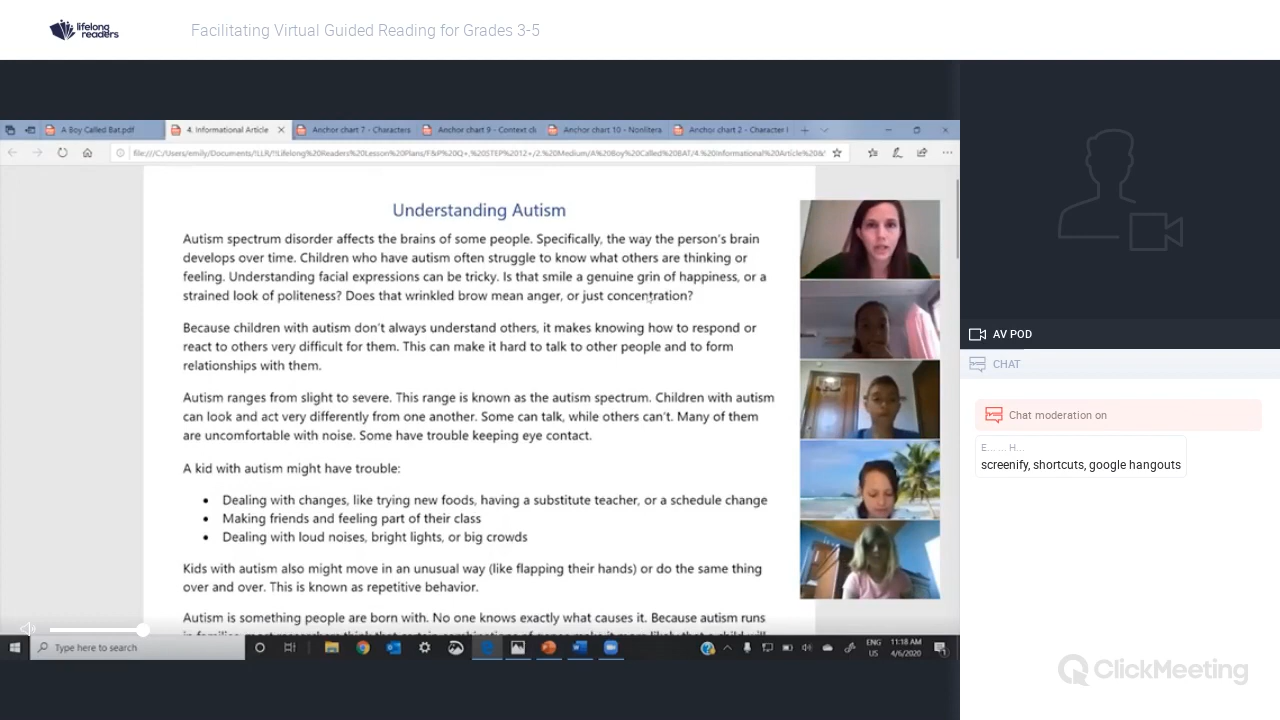 lifelong
readers
Facilitating Virtual Guided Reading for Grades 3-5
A Boy Called Bat.pdf
4. Informational Article
Anchor chart 7 - Characters
Anchor chart 9 - Context cl
Anchor chart 10 - Nonlitera
Anchor chart 2 - Character I
Understanding Autism
Autism spectrum disorder affects the brains of some people. Specifically, the way the person's brain
develops over time. Children who have autism often struggle to know what others are thinking or
feeling. Understanding facial expressions can be tricky. Is that smile a genuine grin of happiness, or a
strained look of politeness? Does that wrinkled brow mean anger, or just concentration?
Because children with autism don't always understand others, it makes knowing how to respond or
react to others very difficult for them. This can make it hard to talk to other people and to form
relationships with them.
Autism ranges from slight to severe. This range is known as the autism spectrum. Children with autism
can look and act very differently from one another. Some can talk, while others can't. Many of them
are uncomfortable with noise. Some have trouble keeping eye contact.
A kid with autism might have trouble:
• Dealing with changes, like trying new foods, having a substitute teacher, or a schedule change
• Making friends and feeling part of their class
• Dealing with loud noises, bright lights, or big crowds
Kids with autism also might move in an unusual way (like flapping their hands) or do the same thing
over and over. This is known as repetitive behavior.
Autism is something people are born with. No one knows exactly what causes it. Because autism runs
Type here to search
ENG
US
11:18 AM
4/6/2020
AV POD
CHAT
Chat moderation on
E... ... H...
screenify, shortcuts, google hangouts
ClickMeeting